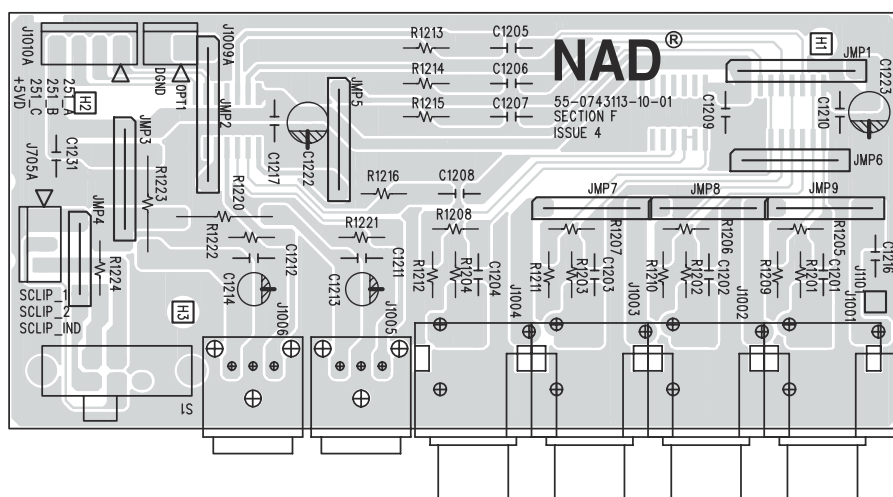 J1010A
J1009A
R1213
C1205
NAD®
H1
JMP1
C1223
+5VD
251_C
251_B
251_A
H2
DGND
OPT1
JMP2
JMP5
R1214
C1206
R1215
C1207
55-0743113-10-01
SECTION F
ISSUE 4
C1209
C1210
JMP3
C1217
C1222
J705A
C1231
R1223
R1216
C1208
JMP6
JMP4
R1220
R1221
R1208
JMP7
JMP8
JMP9
R1222
C1212
C1211
R1207
R1206
R1205
C1216
R1224
C1214
C1213
R1212
R1204
C1204
R1211
R1203
C1203
R1210
R1202
C1202
R1209
R1201
C1201
J1101
SCLIP_1
SCLIP_2
SCLIP_IND
H3
J1006
J1005
J1004
J1003
J1002
J1001
S1